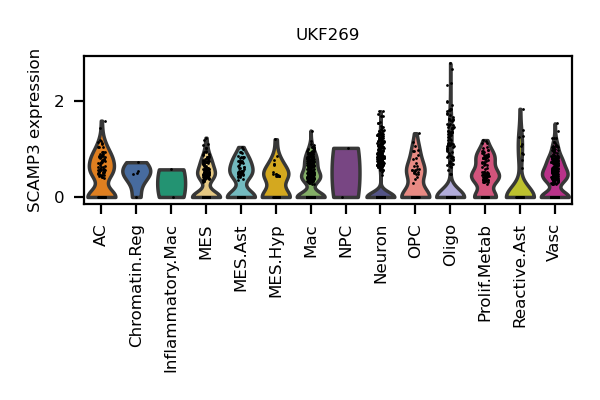 UKF269
SCAMP3 expression
2
0
AC
Chromatin.Reg
Inflammatory.Mac
MES
MES.Ast
MES.Hyp
Mac
NPC
Neuron
OPC
Oligo
Prolif.Metab
Reactive.Ast
Vasc